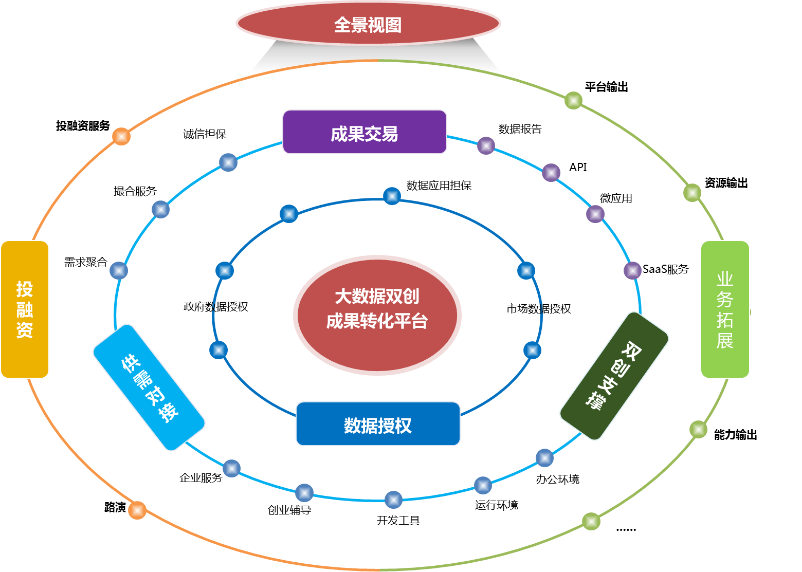 全景视图
平台输出
投融资服务
诚信担保
成果交易
数据报告
API
资源输出
撮合服务
数据应用担保
微应用
需求聚合
SaaS服务
投融资
大数据双创
成果转化平台
业务拓展
政府数据授权
市场数据授权
供需对接
双创支撑
数据授权
能力输出
企业服务
办公环境
路演
创业辅导
开发工具
运行环境
......